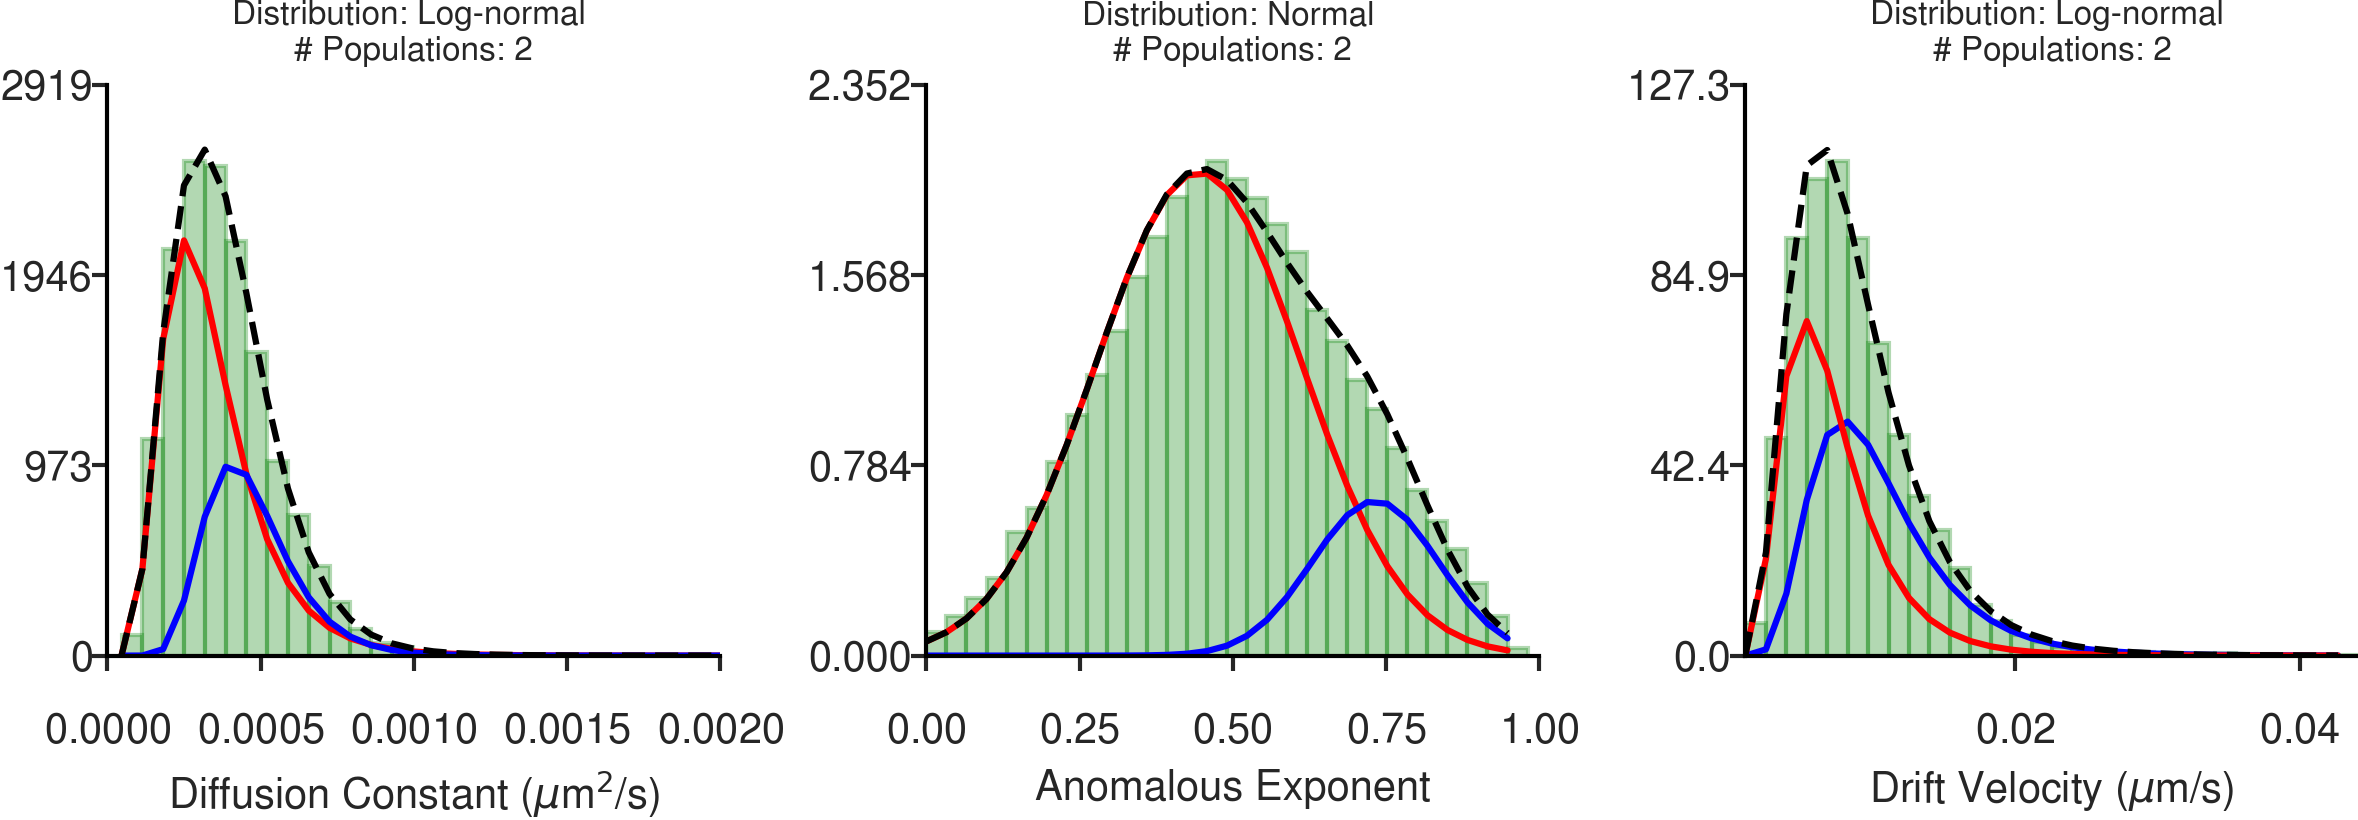 Distribution: Log-normal
# Populations: 2
2919
1946
973
0
0.0000 0.0005 0.0010 0.0015 0.0020
Diffusion Constant (μm²/s)
Distribution: Normal
# Populations: 2
2.352
1.568
0.784
0.000
0.00 0.25 0.50 0.75 1.00
Anomalous Exponent
Distribution: Log-normal
# Populations: 2
127.3
84.9
42.4
0.0
0.02 0.04
Drift Velocity (μm/s)